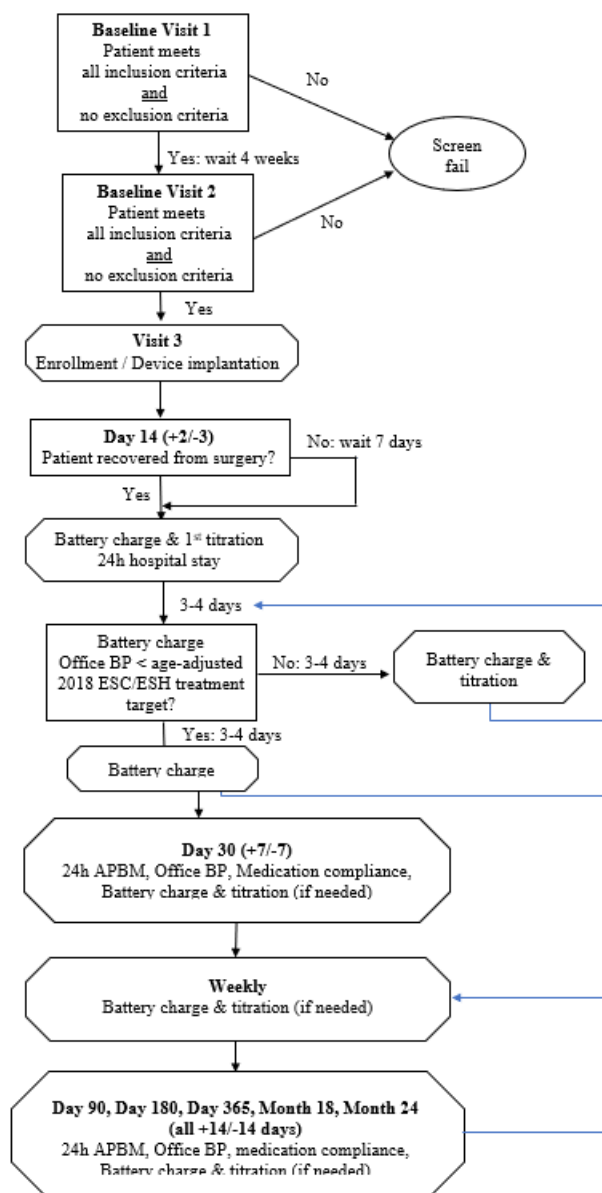 Baseline Visit 1
Patient meets
all inclusion criteria
and
no exclusion criteria
No
Screen
fail
Yes: wait 4 weeks
Baseline Visit 2
Patient meets
all inclusion criteria
and
no exclusion criteria
No
Yes
Visit 3
Enrollment / Device implantation
Day 14 (+2/-3)
Patient recovered from surgery?
No: wait 7 days
Yes
Battery charge & 1st titration
24h hospital stay
3-4 days
Battery charge
Office BP < age-adjusted
2018 ESC/ESH treatment
target?
No: 3-4 days
Battery charge &
titration
Yes: 3-4 days
Battery charge
Day 30 (+7/-7)
24h APBM, Office BP, Medication compliance,
Battery charge & titration (if needed)
Weekly
Battery charge & titration (if needed)
Day 90, Day 180, Day 365, Month 18, Month 24
(all +14/-14 days)
24h APBM, Office BP, medication compliance,
Battery charge & titration (if needed)